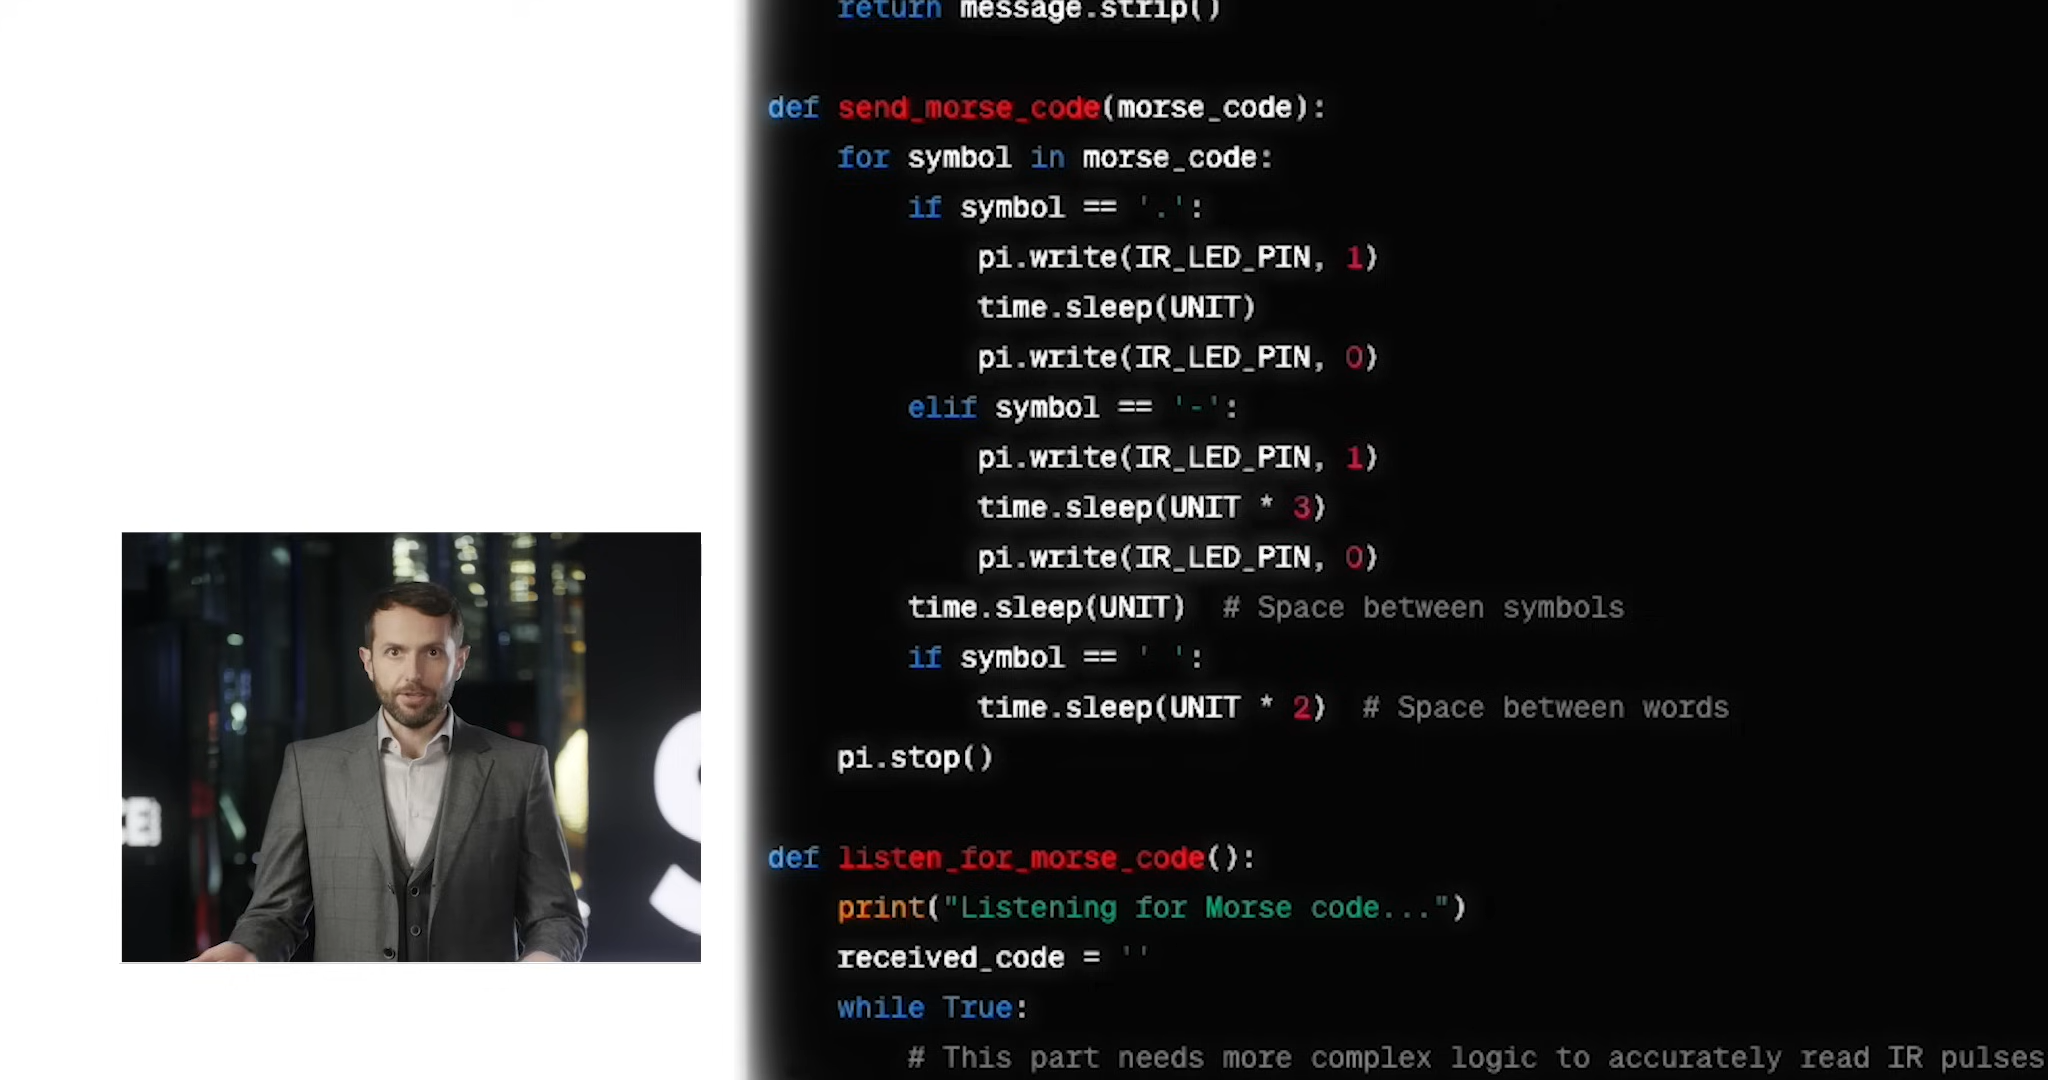 return message.strip()
def send_morse_code(morse_code):
for symbol in morse_code:
if symbol == '.':
pi.write(IR_LED_PIN, 1)
time.sleep(UNIT)
pi.write(IR_LED_PIN, 0)
elif symbol == '-':
pi.write(IR_LED_PIN, 1)
time.sleep(UNIT * 3)
pi.write(IR_LED_PIN, 0)
time.sleep(UNIT)  # Space between symbols
if symbol == ' ':
time.sleep(UNIT * 2)  # Space between words
pi.stop()
def listen_for_morse_code():
print("Listening for Morse code...")
received_code = ''
while True:
# This part needs more complex logic to accurately read IR pulses